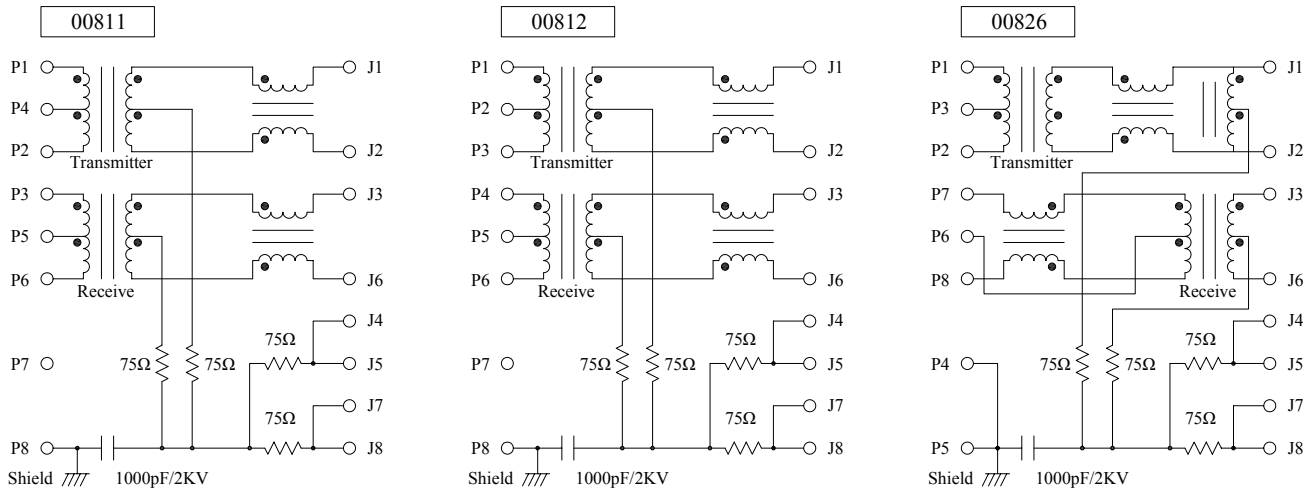 00811
P1
P4
P2
Transmitter
P3
P5
P6
Receive
P7
P8
Shield
1000pF/2KV
75Ω
75Ω
75Ω
75Ω
J1
J2
J3
J6
J4
J5
J7
J8
00812
P1
P2
P3
Transmitter
P4
P5
P6
Receive
P7
P8
Shield
1000pF/2KV
75Ω
75Ω
75Ω
75Ω
J1
J2
J3
J6
J4
J5
J7
J8
00826
P1
P3
P2
Transmitter
P7
P6
P8
Receive
P4
P5
Shield
1000pF/2KV
75Ω
75Ω
75Ω
75Ω
J1
J2
J3
J6
J4
J5
J7
J8